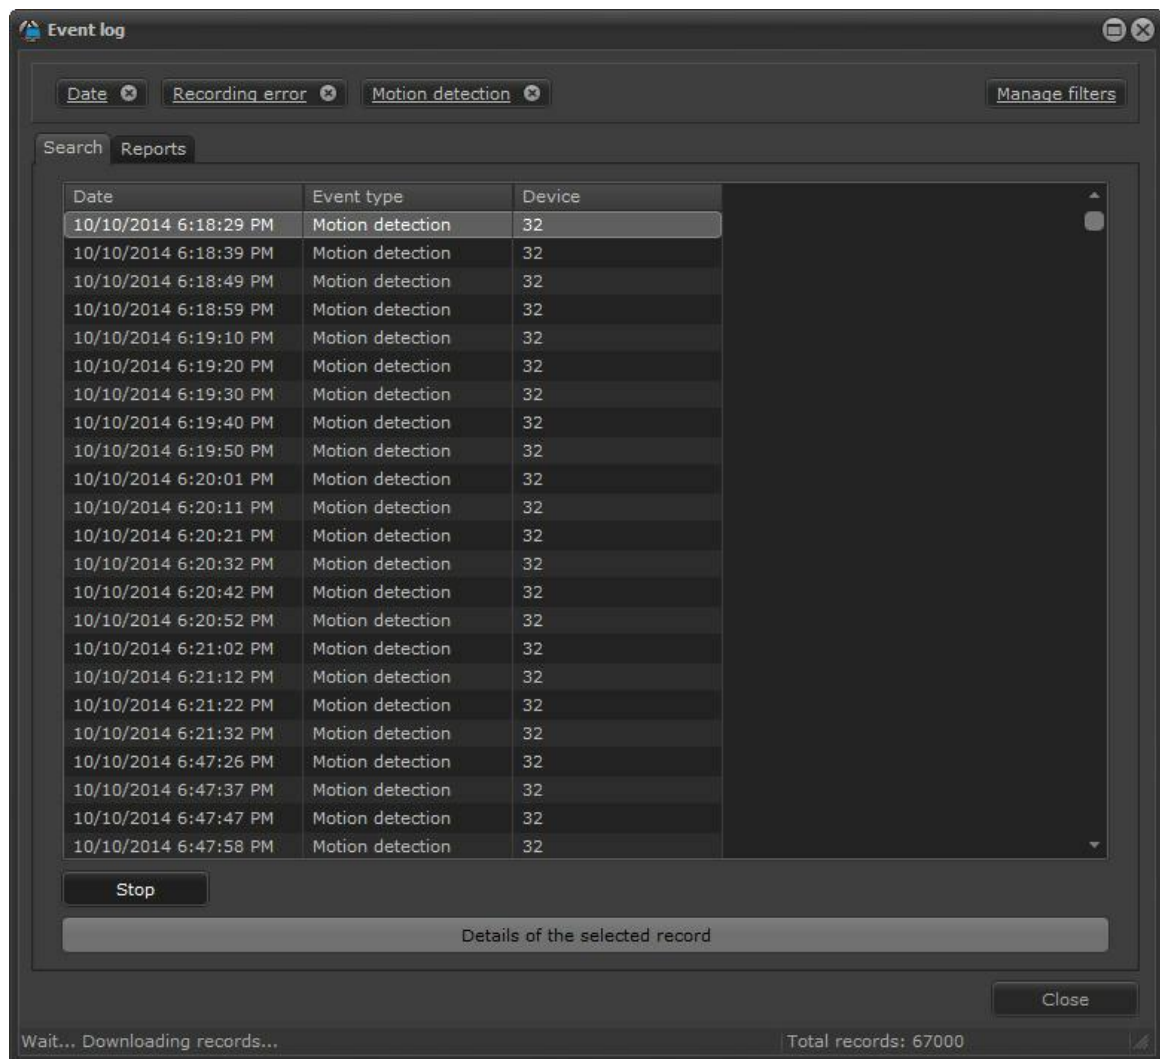 Event log
Date Recording error Motion detection Manage filters
Search Reports
Date Event type Device
10/10/2014 6:18:29 PM Motion detection 32
10/10/2014 6:18:39 PM Motion detection 32
10/10/2014 6:18:49 PM Motion detection 32
10/10/2014 6:18:59 PM Motion detection 32
10/10/2014 6:19:10 PM Motion detection 32
10/10/2014 6:19:20 PM Motion detection 32
10/10/2014 6:19:30 PM Motion detection 32
10/10/2014 6:19:40 PM Motion detection 32
10/10/2014 6:19:50 PM Motion detection 32
10/10/2014 6:20:01 PM Motion detection 32
10/10/2014 6:20:11 PM Motion detection 32
10/10/2014 6:20:21 PM Motion detection 32
10/10/2014 6:20:32 PM Motion detection 32
10/10/2014 6:20:42 PM Motion detection 32
10/10/2014 6:20:52 PM Motion detection 32
10/10/2014 6:21:02 PM Motion detection 32
10/10/2014 6:21:12 PM Motion detection 32
10/10/2014 6:21:22 PM Motion detection 32
10/10/2014 6:21:32 PM Motion detection 32
10/10/2014 6:47:26 PM Motion detection 32
10/10/2014 6:47:37 PM Motion detection 32
10/10/2014 6:47:47 PM Motion detection 32
10/10/2014 6:47:58 PM Motion detection 32
Stop
Details of the selected record
Close
Wait... Downloading records... Total records: 67000